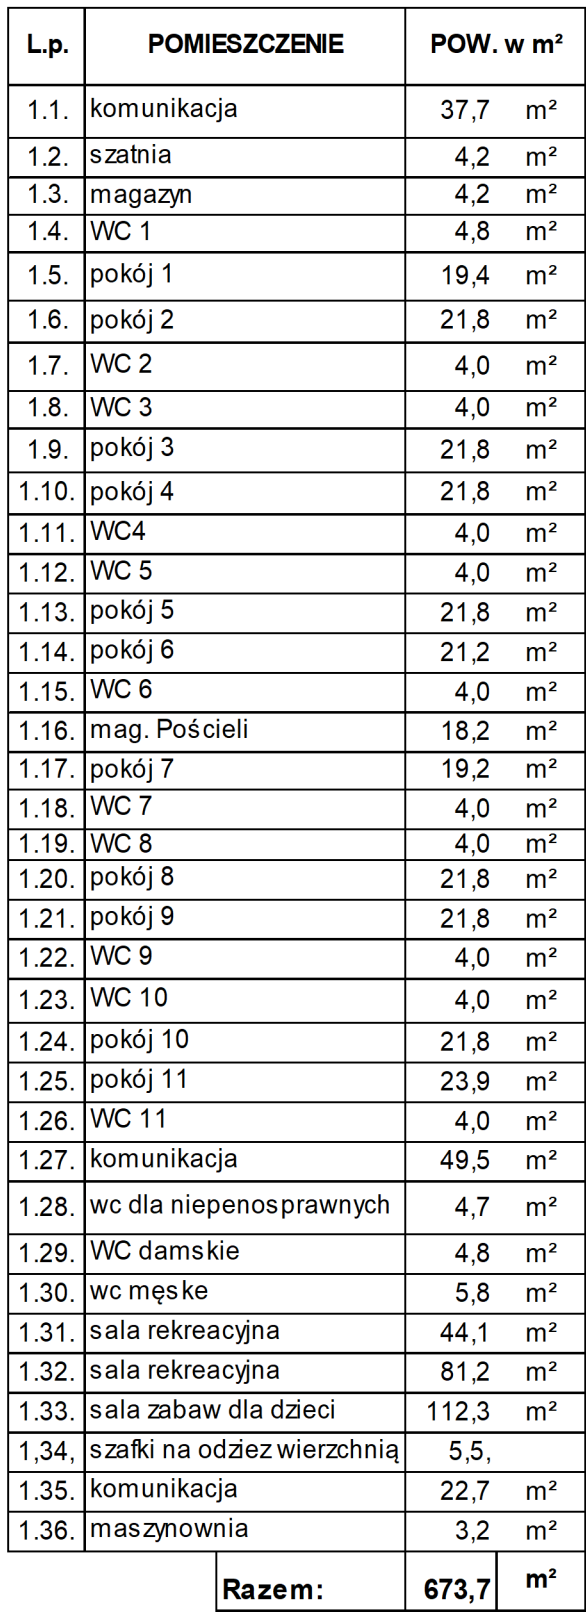 L.p. POMIESZCZENIE POW. w m²
1.1. komunikacja 37,7 m²
1.2. szatnia 4,2 m²
1.3. magazyn 4,2 m²
1.4. WC 1 4,8 m²
1.5. pokój 1 19,4 m²
1.6. pokój 2 21,8 m²
1.7. WC 2 4,0 m²
1.8. WC 3 4,0 m²
1.9. pokój 3 21,8 m²
1.10. pokój 4 21,8 m²
1.11. WC4 4,0 m²
1.12. WC 5 4,0 m²
1.13. pokój 5 21,8 m²
1.14. pokój 6 21,2 m²
1.15. WC 6 4,0 m²
1.16. mag. Pościeli 18,2 m²
1.17. pokój 7 19,2 m²
1.18. WC 7 4,0 m²
1.19. WC 8 4,0 m²
1.20. pokój 8 21,8 m²
1.21. pokój 9 21,8 m²
1.22. WC 9 4,0 m²
1.23. WC 10 4,0 m²
1.24. pokój 10 21,8 m²
1.25. pokój 11 23,9 m²
1.26. WC 11 4,0 m²
1.27. komunikacja 49,5 m²
1.28. wc dla niepenosprawnych 4,7 m²
1.29. WC damskie 4,8 m²
1.30. wc męske 5,8 m²
1.31. sala rekreacyjna 44,1 m²
1.32. sala rekreacyjna 81,2 m²
1.33. sala zabaw dla dzieci 112,3 m²
1,34, szafki na odziez wierzchnią 5,5,
1.35. komunikacja 22,7 m²
1.36. maszynownia 3,2 m²
Razem: 673,7 m²